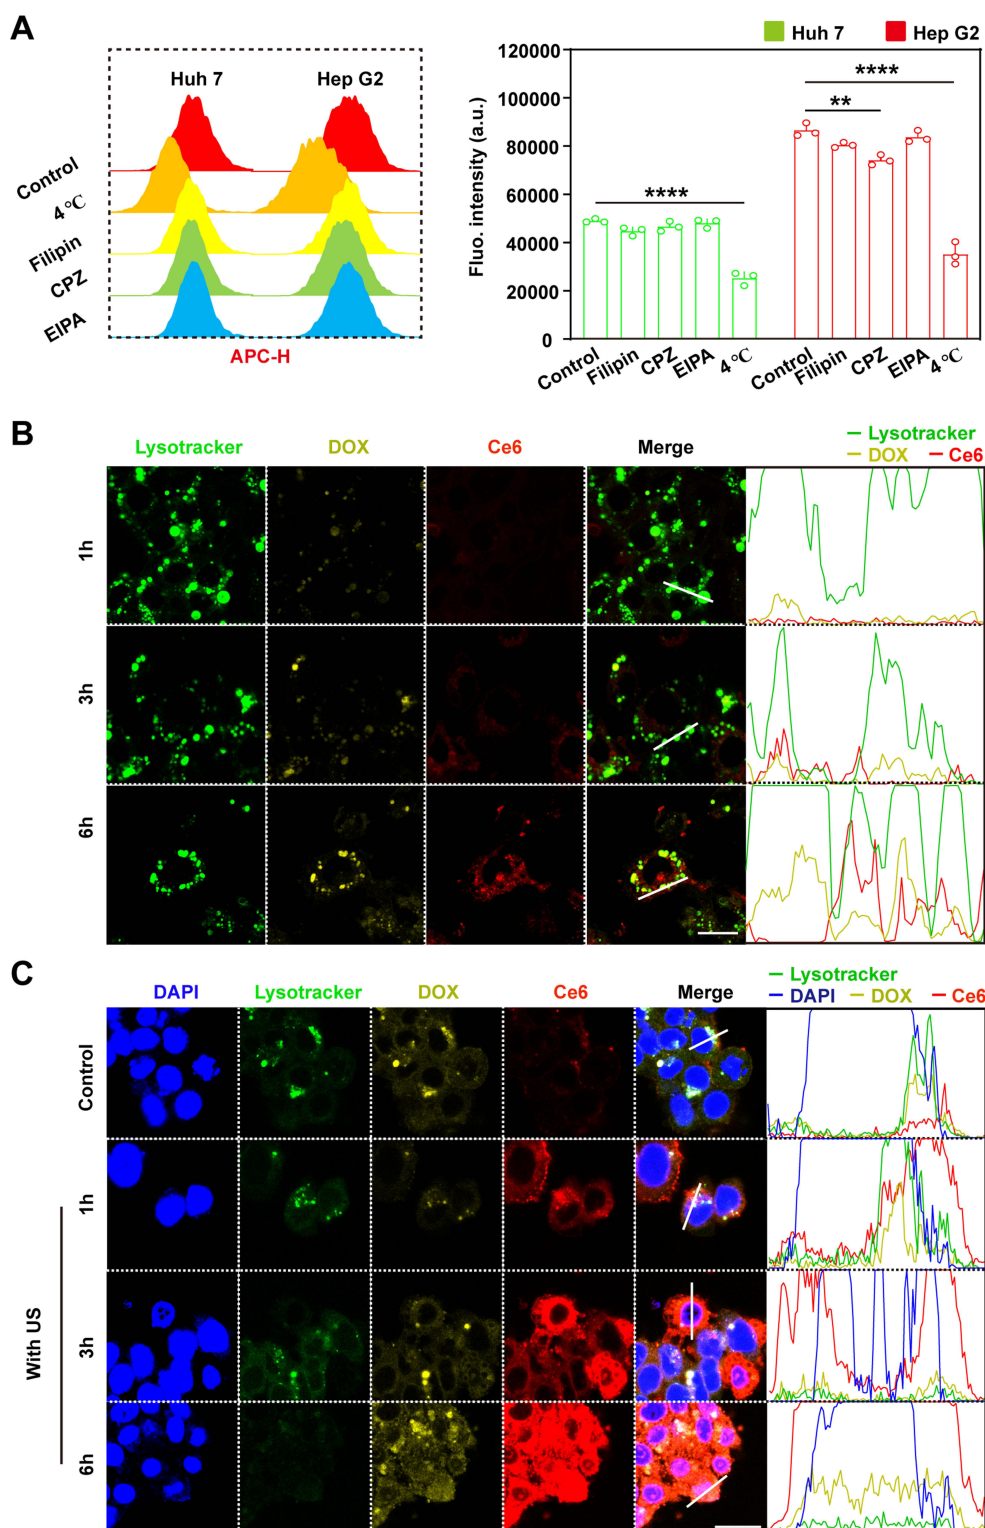 A
Huh 7
Hep G2
Control
4 °C
Filipin
CPZ
EIPA
APC-H
Huh 7
Hep G2
Fluo. intensity (a.u.)
120000
100000
80000
60000
40000
20000
0
****
****
**
Control
Filipin
CPZ
EIPA
4 °C
Control
Filipin
CPZ
EIPA
4 °C
B
Lysotracker
DOX
Ce6
Merge
Lysotracker
DOX
Ce6
1h
3h
6h
C
DAPI
Lysotracker
DOX
Ce6
Merge
Lysotracker
DAPI
DOX
Ce6
Control
With US
1h
3h
6h